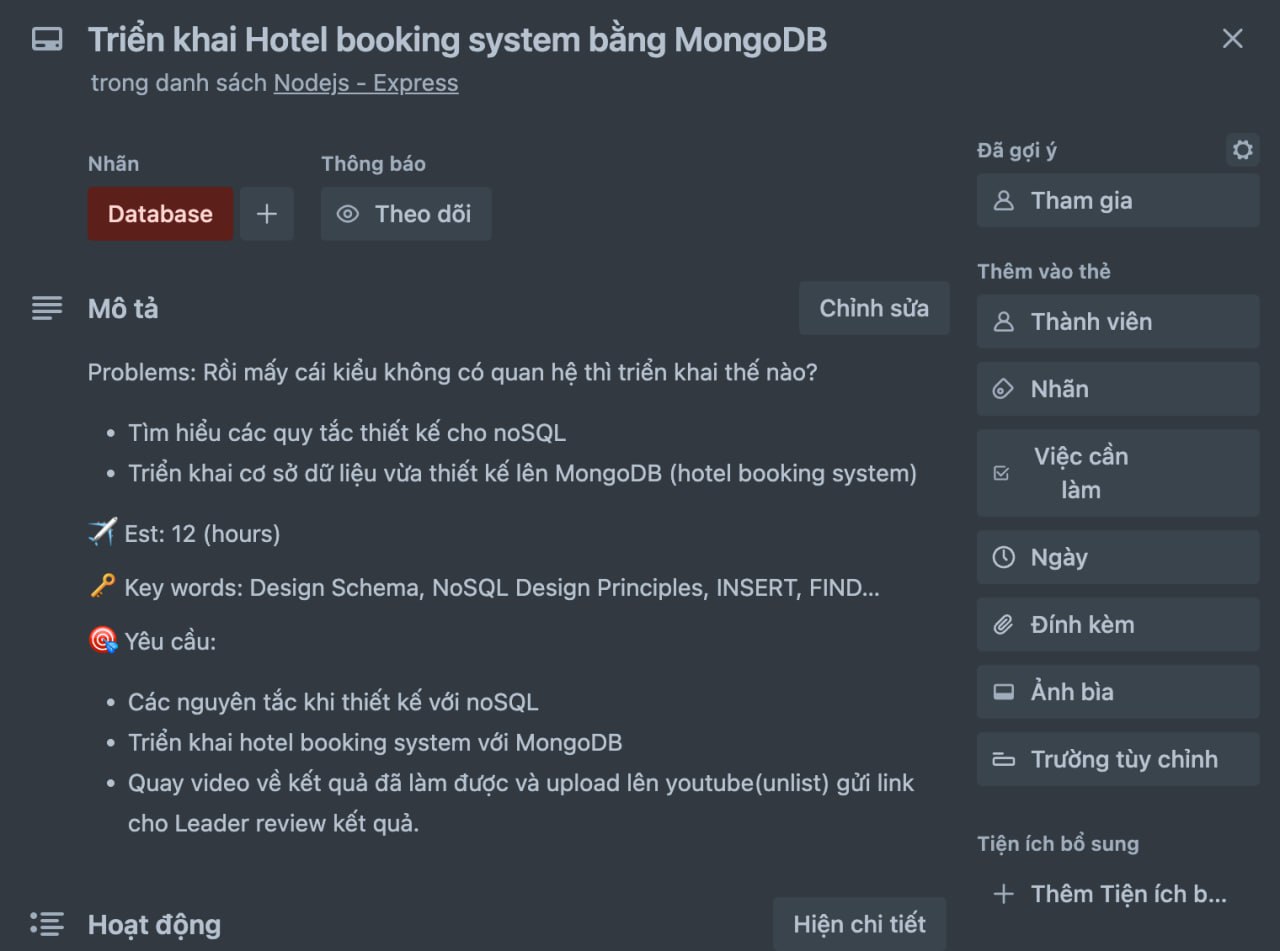 Triển khai Hotel booking system bằng MongoDB
trong danh sách Nodejs - Express
Nhãn
Database
Thông báo
Theo dõi
Mô tả
Chỉnh sửa
Problems: Rồi mấy cái kiểu không có quan hệ thì triển khai thế nào?
• Tìm hiểu các quy tắc thiết kế cho noSQL
• Triển khai cơ sở dữ liệu vừa thiết kế lên MongoDB (hotel booking system)
✈️ Est: 12 (hours)
🔑 Key words: Design Schema, NoSQL Design Principles, INSERT, FIND...
🎯 Yêu cầu:
• Các nguyên tắc khi thiết kế với noSQL
• Triển khai hotel booking system với MongoDB
• Quay video về kết quả đã làm được và upload lên youtube(unlist) gửi link
cho Leader review kết quả.
Hoạt động
Hiện chi tiết
Đã gợi ý
Tham gia
Thêm vào thẻ
Thành viên
Nhãn
Việc cần
làm
Ngày
Đính kèm
Ảnh bìa
Trường tùy chỉnh
Tiện ích bổ sung
+ Thêm Tiện ích b...